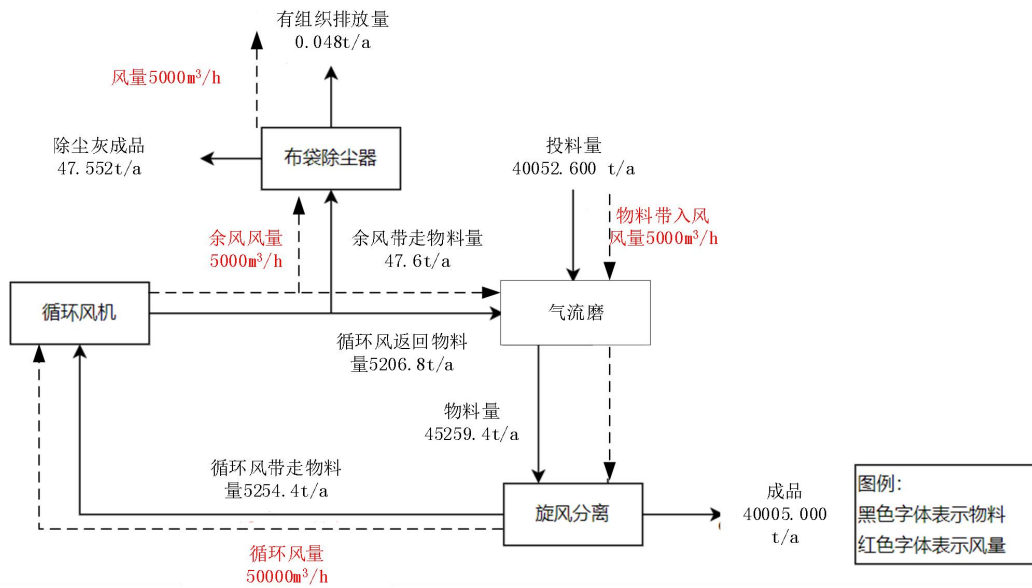 有组织排放量
0.048t/a
风量5000m³/h
除尘灰成品
47.552t/a
布袋除尘器
投料量
40052.600 t/a
物料带入风
风量5000m³/h
余风风量
5000m³/h
余风带走物料量
47.6t/a
循环风机
气流磨
循环风返回物料
量5206.8t/a
物料量
45259.4t/a
循环风带走物料
量5254.4t/a
旋风分离
成品
40005.000
t/a
循环风量
50000m³/h
图例：
黑色字体表示物料
红色字体表示风量